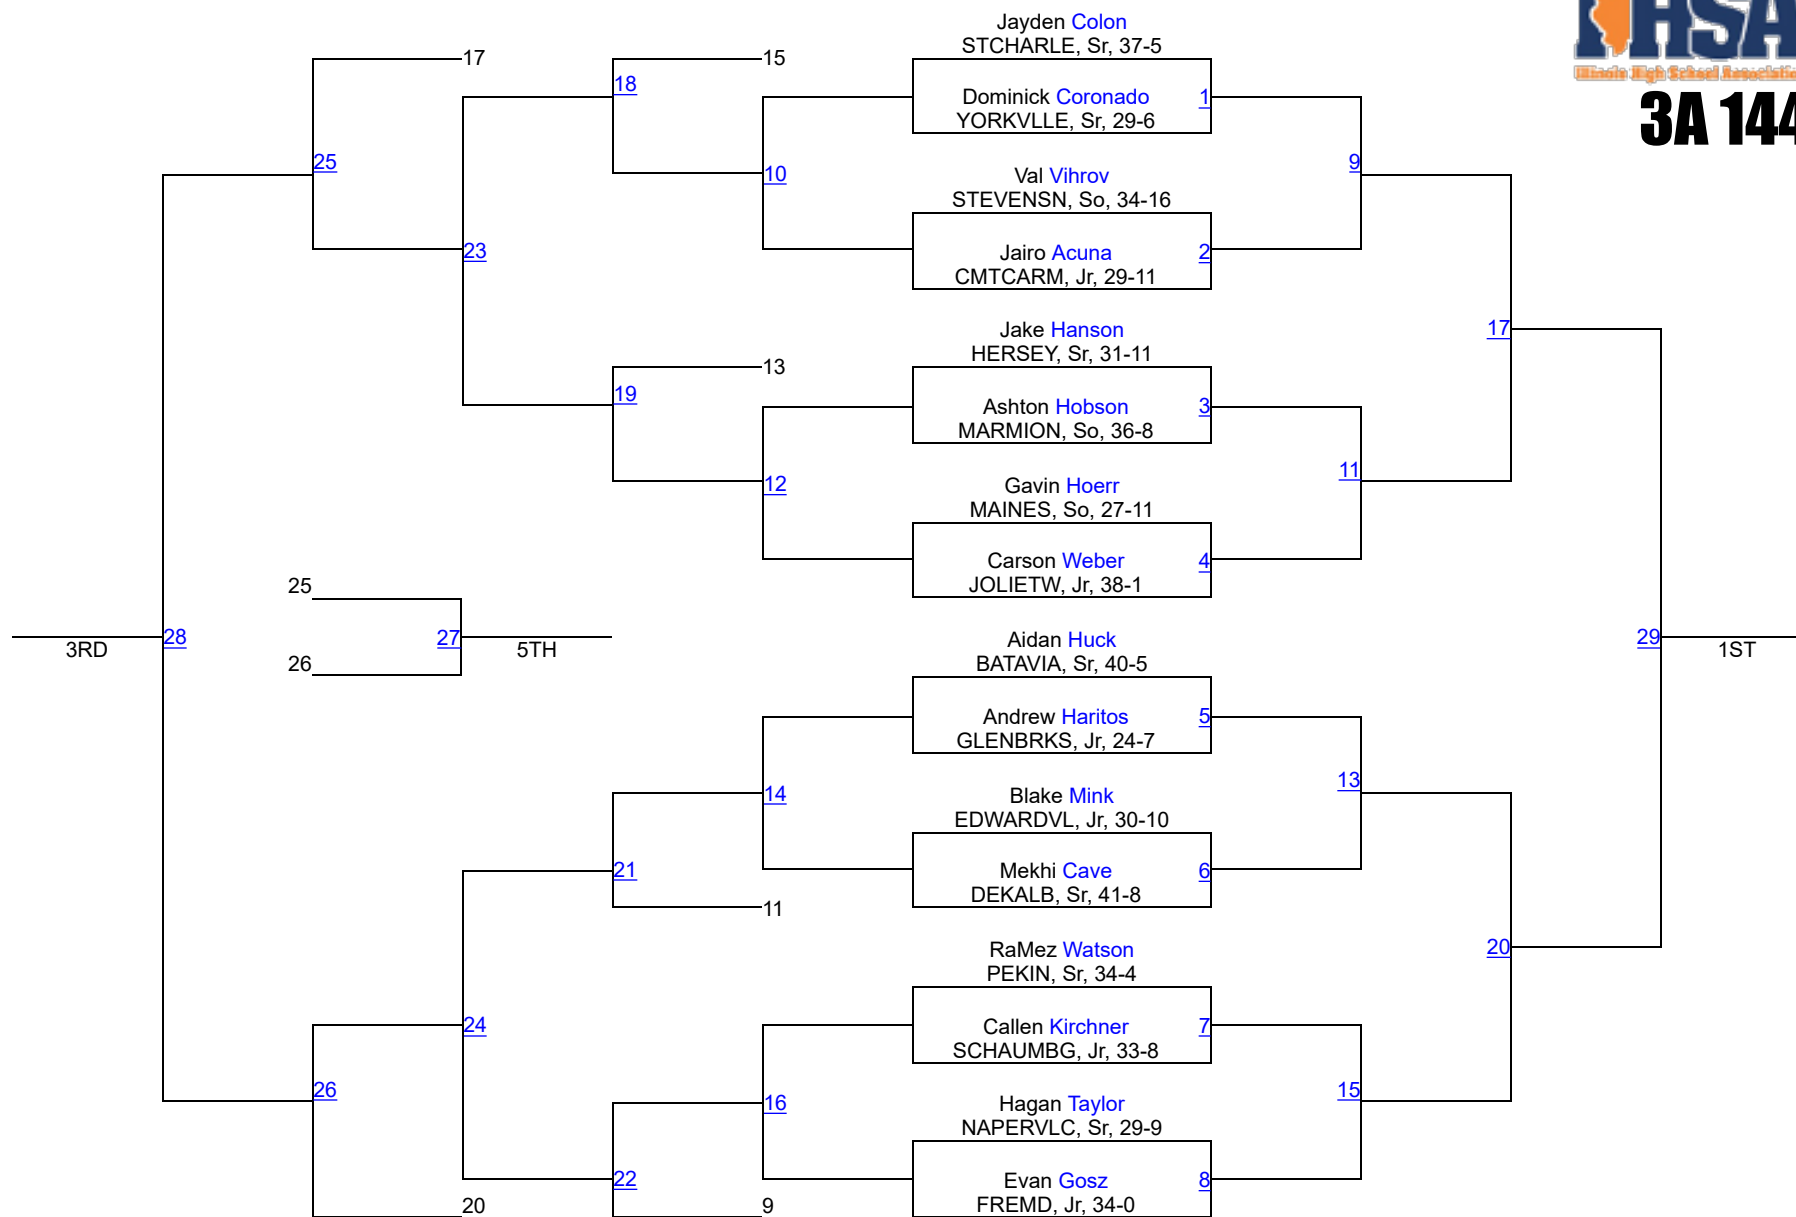 HSA
Illinois High School Associatio
3A 144
Jayden Colon
STCHARLE, Sr, 37-5
17
15
18
Dominick Coronado
1
YORKVLLE, Sr, 29-6
25
10
Val Vihrov
9
STEVENSN, So, 34-16
23
Jairo Acuna
2
CMTCARM, Jr, 29-11
Jake Hanson
17
HERSEY, Sr, 31-11
13
19
Ashton Hobson
3
MARMION, So, 36-8
12
Gavin Hoerr
11
MAINES, So, 27-11
Carson Weber
4
JOLIETW, Jr, 38-1
25
28
27
3RD
5TH
26
Aidan Huck
29
1ST
BATAVIA, Sr, 40-5
Andrew Haritos
5
GLENBRKS, Jr, 24-7
14
Blake Mink
13
EDWARDVL, Jr, 30-10
21
Mekhi Cave
6
DEKALB, Sr, 41-8
11
RaMez Watson
20
PEKIN, Sr, 34-4
24
Callen Kirchner
7
SCHAUMBG, Jr, 33-8
26
16
Hagan Taylor
15
NAPERVLC, Sr, 29-9
22
Evan Gosz
8
FREMD, Jr, 34-0
20
9